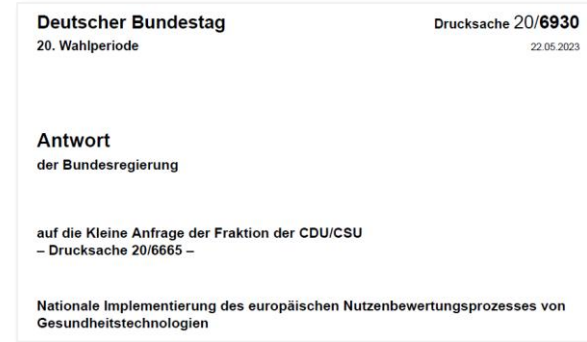 Deutscher Bundestag
Drucksache 20/6930
20. Wahlperiode
22.05.2023
Antwort
der Bundesregierung
auf die Kleine Anfrage der Fraktion der CDU/CSU
– Drucksache 20/6665 –
Nationale Implementierung des europäischen Nutzenbewertungsprozesses von
Gesundheitstechnologien